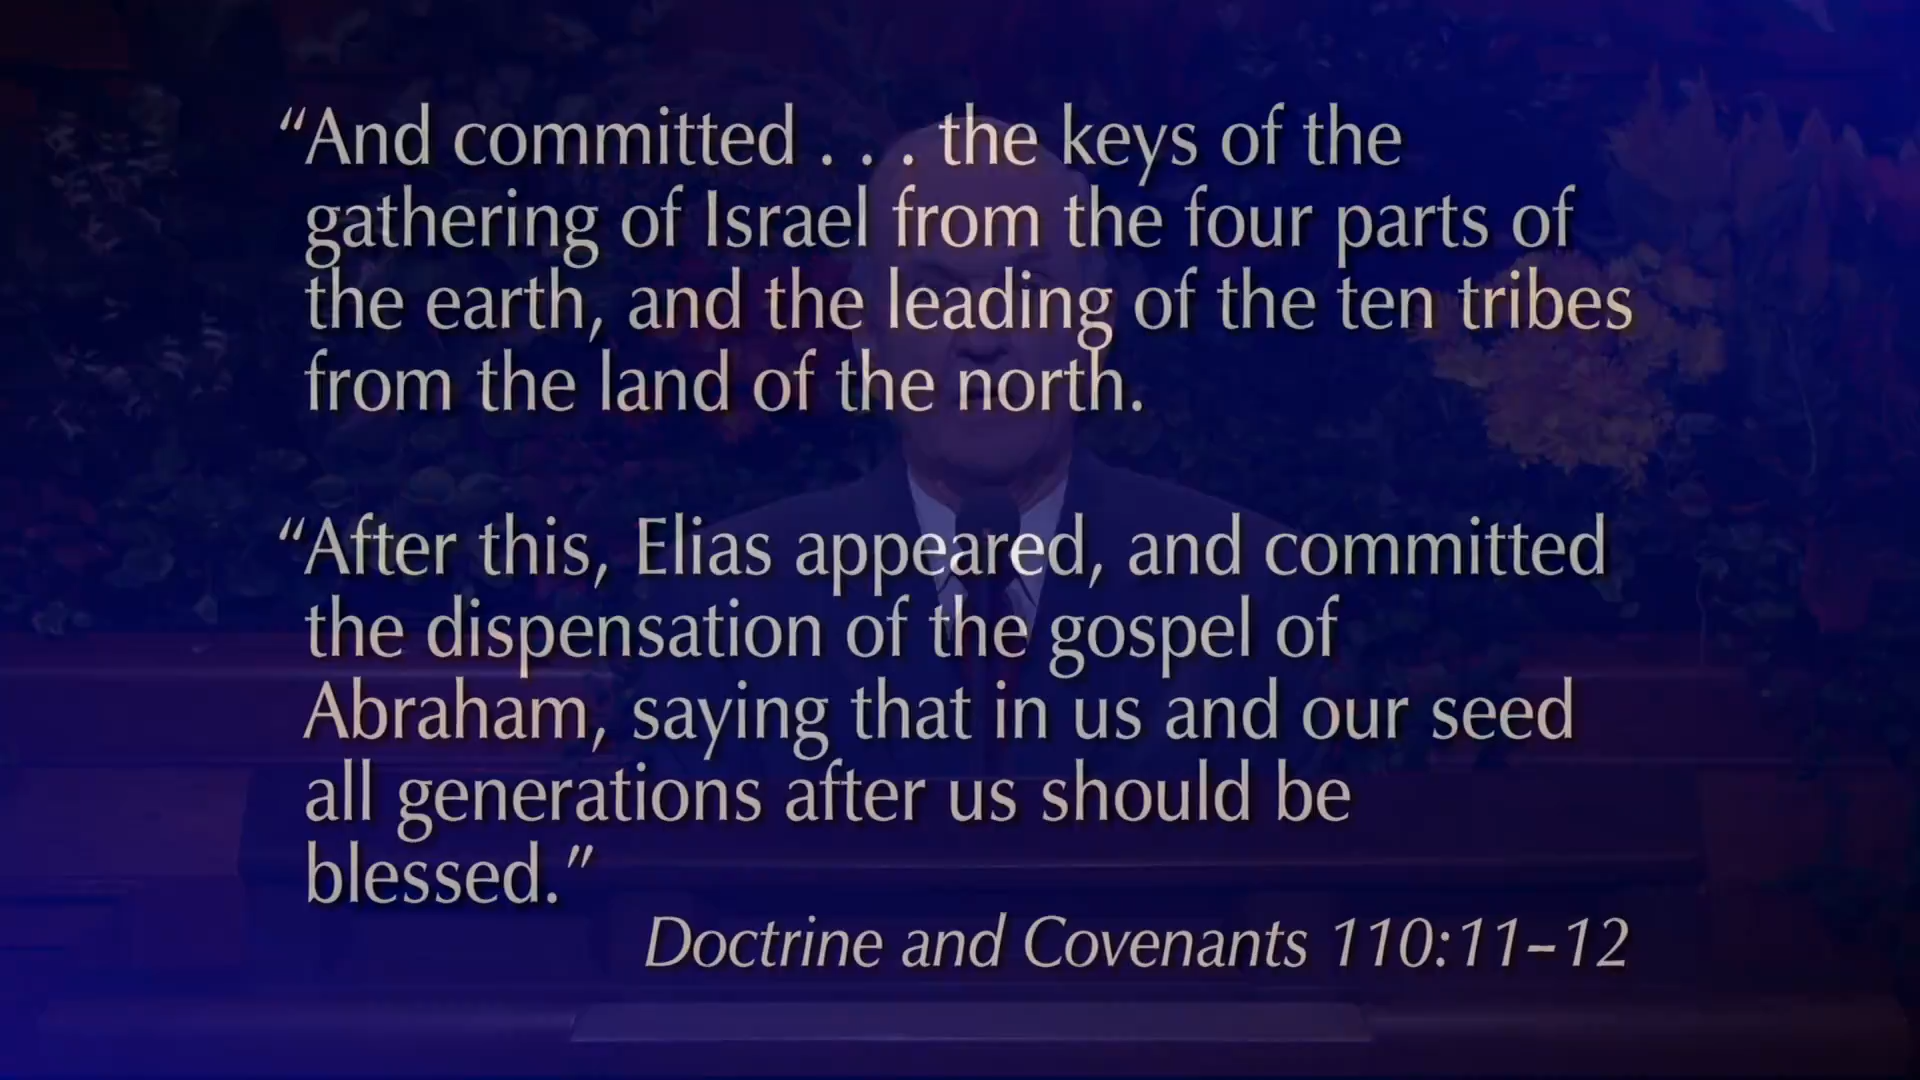 “And committed . . . the keys of the
gathering of Israel from the four parts of
the earth, and the leading of the ten tribes
from the land of the north.
“After this, Elias appeared, and committed
the dispensation of the gospel of
Abraham, saying that in us and our seed
all generations after us should be
blessed.”
Doctrine and Covenants 110:11–12